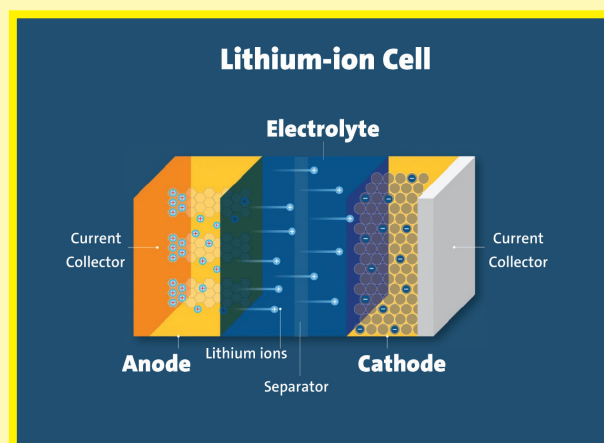 Lithium-ion Cell
Electrolyte
Current
Collector
Current
Collector
Anode
Lithium ions
Cathode
Separator